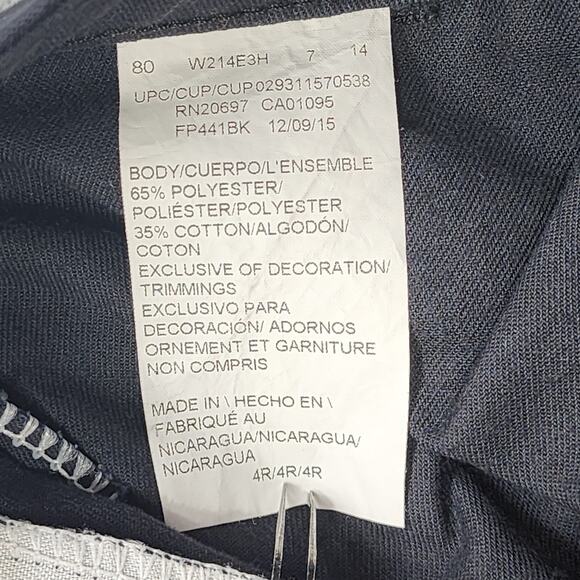 80 W214E3H 7 14
UPC/CUP/CUP029311570538
RN20697 CA01095
FP441BK 12/09/15
BODY/CUERPO/L'ENSEMBLE
65% POLYESTER/
POLIÉSTER/POLYESTER
35% COTTON/ALGODÓN/
COTON
EXCLUSIVE OF DECORATION/
TRIMMINGS
EXCLUSIVO PARA
DECORACIÓN/ ADORNOS
ORNEMENT ET GARNITURE
NON COMPRIS
MADE IN \ HECHO EN \
FABRIQUÉ AU
NICARAGUA/NICARAGUA/
NICARAGUA
4R/4R/4R